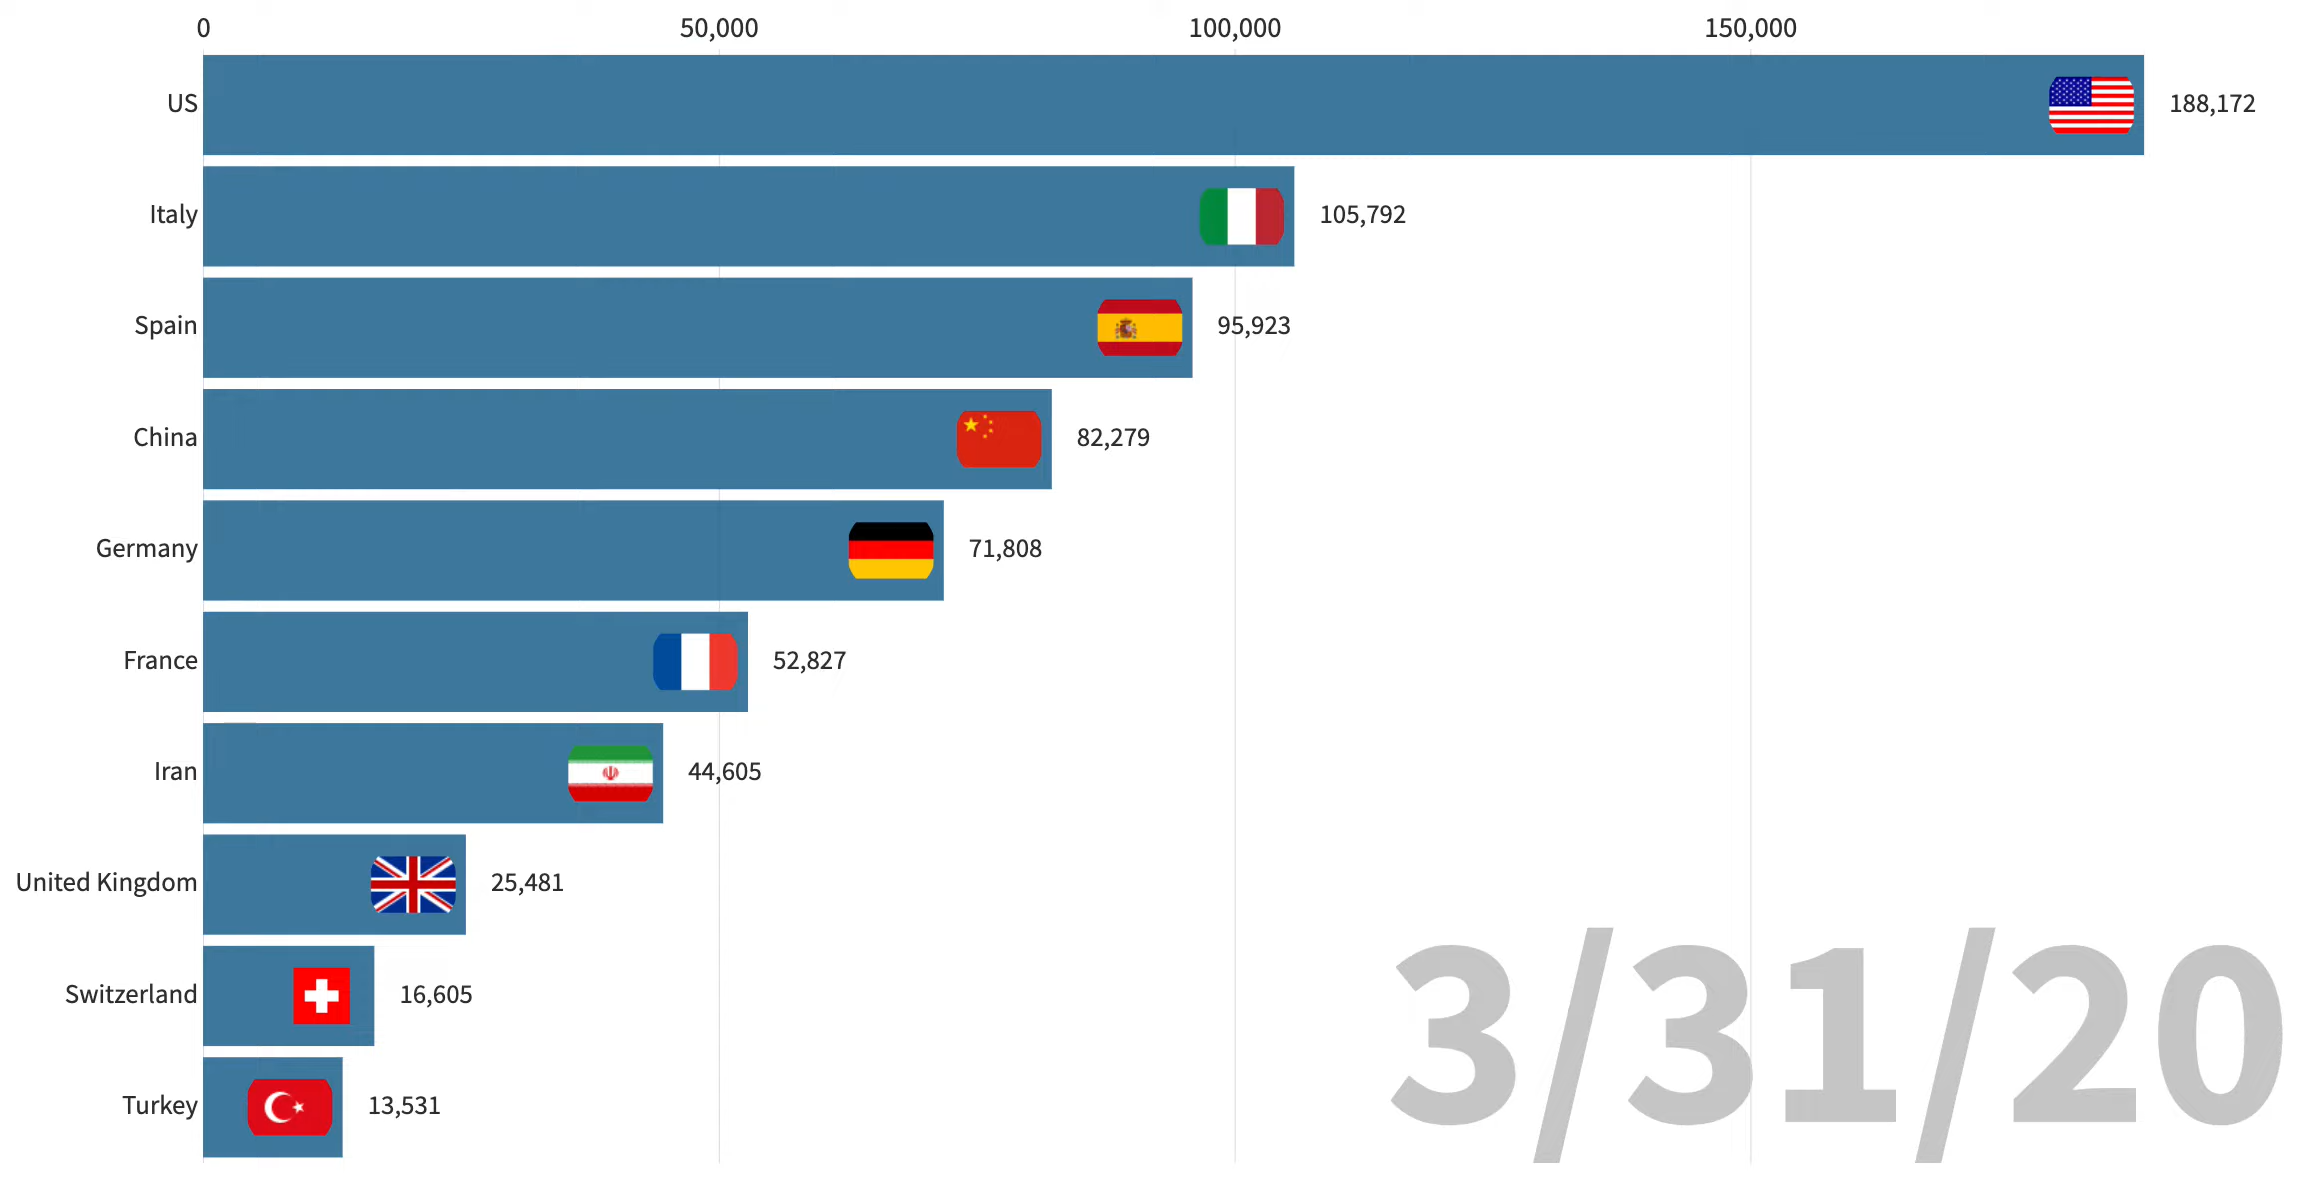 0 50,000 100,000 150,000
US 188,172
Italy 105,792
Spain 95,923
China 82,279
Germany 71,808
France 52,827
Iran 44,605
United Kingdom 25,481
Switzerland 16,605
Turkey 13,531
3/31/20